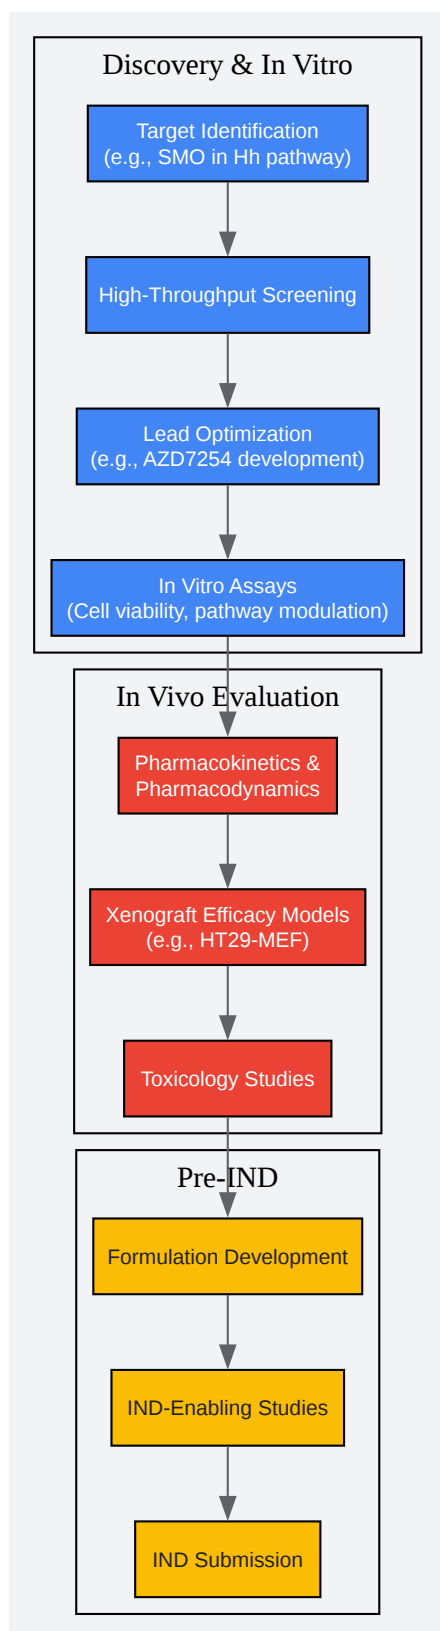 Discovery & In Vitro
Target Identification
(e.g., SMO in Hh pathway)
High-Throughput Screening
Lead Optimization
(e.g., AZD7254 development)
In Vitro Assays
(Cell viability, pathway modulation)
In Vivo Evaluation
Pharmacokinetics &
Pharmacodynamics
Xenograft Efficacy Models
(e.g., HT29-MEF)
Toxicology Studies
Pre-IND
Formulation Development
IND-Enabling Studies
IND Submission